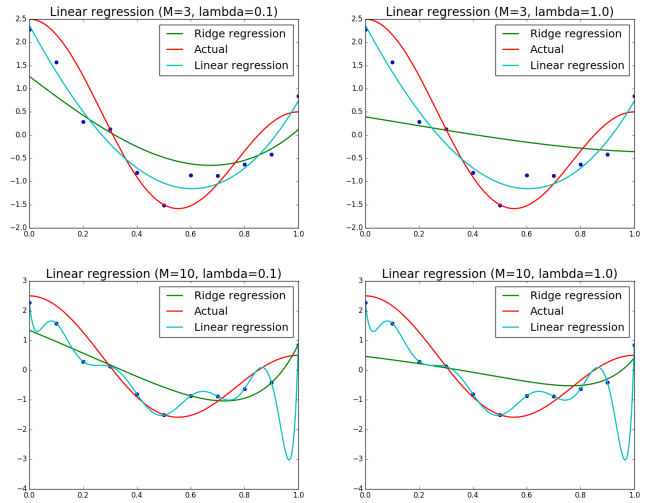 Linear regression (M=3, lambda=0.1)
2.5
2.0
1.5
1.0
0.5
0.0
−0.5
−1.0
−1.5
−2.0
0.0 0.2 0.4 0.6 0.8 1.0
Ridge regression
Actual
Linear regression
Linear regression (M=3, lambda=1.0)
2.5
2.0
1.5
1.0
0.5
0.0
−0.5
−1.0
−1.5
−2.0
0.0 0.2 0.4 0.6 0.8 1.0
Ridge regression
Actual
Linear regression
Linear regression (M=10, lambda=0.1)
3
2
1
0
−1
−2
−3
−4
0.0 0.2 0.4 0.6 0.8 1.0
Ridge regression
Actual
Linear regression
Linear regression (M=10, lambda=1.0)
3
2
1
0
−1
−2
−3
−4
0.0 0.2 0.4 0.6 0.8 1.0
Ridge regression
Actual
Linear regression